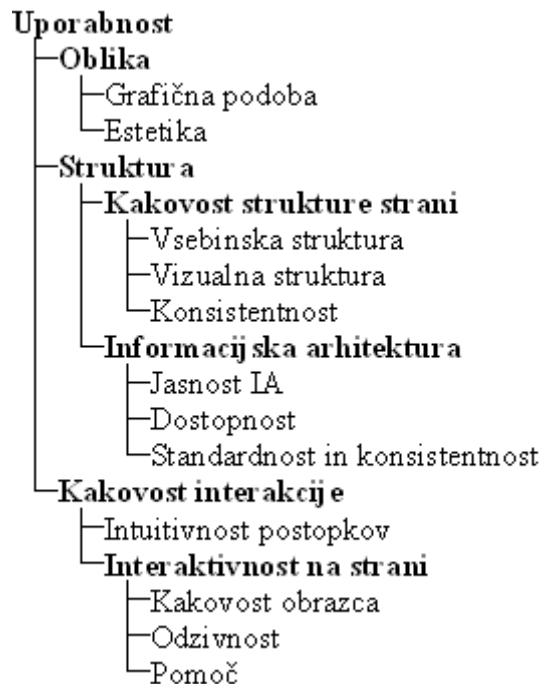 Uporabnost
Oblika
Grafična podoba
Estetika
Struktura
Kakovost strukture strani
Vsebinska struktura
Vizualna struktura
Konsistentnost
Informacijska arhitektura
Jasnost IA
Dostopnost
Standardnost in konsistentnost
Kakovost interakcije
Intuitivnost postopkov
Interaktivnost na strani
Kakovost obrazca
Odzivnost
Pomoč